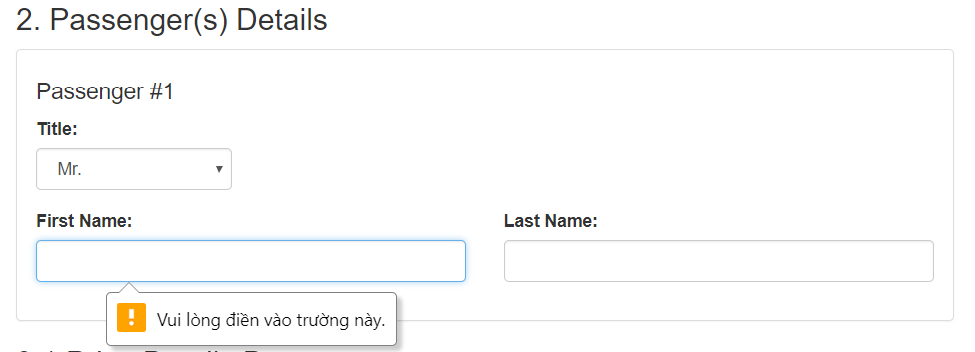 2. Passenger(s) Details
Passenger #1
Title:
Mr.
First Name:
Last Name:
Vui lòng điền vào trường này.